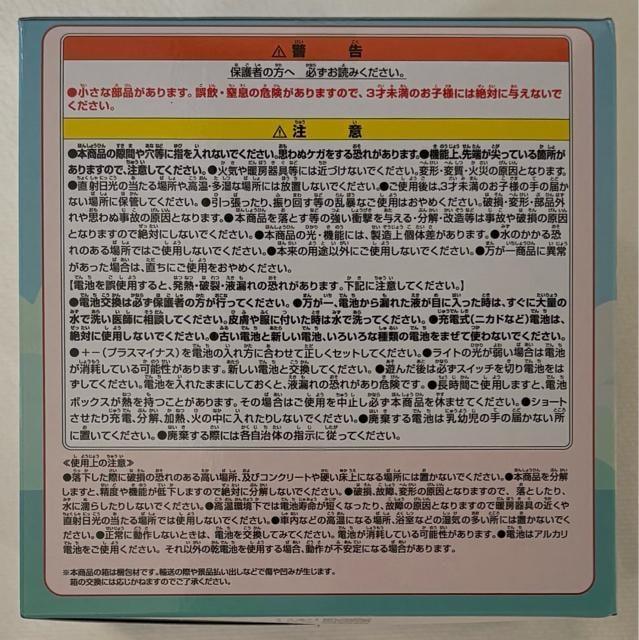 ⚠警告
保護者の方へ 必ずお読みください。
●小さな部品があります。誤飲・窒息の危険がありますので、3才未満のお子様には絶対に与えないで
ください。
⚠注意
●本商品の隙間や穴等に指を入れないでください。思わぬケガをする恐れがあります。●機能上、先端が尖っている箇所が
ありますので、注意してください。●火気や暖房器具等には近づけないでください。変形・変質・火災の原因となります。
●直射日光の当たる場所や高温・多湿な場所には放置しないでください。●ご使用後は、3才未満のお子様の手の届か
ない場所に保管してください。●引っ張ったり、振り回す等の乱暴なご使用はおやめください。破損・変形・部品外
れや思わぬ事故の原因となります。●本商品を落とす等の強い衝撃を与える・分解・改造等は事故や破損の原因
となりますので絶対にしないでください。●本商品の光・機能には、製造上個体差があります。●水のかかる恐
れのある場所ではご使用しないでください。●本来の用途以外にご使用しないでください。●万が一商品に異常
があった場合は、直ちにご使用をおやめください。
【電池を誤使用すると、発熱・破裂・液漏れの恐れがあります。下記に注意してください。】
●電池交換は必ず保護者の方が行ってください。●万が一、電池から漏れた液が目に入った時は、すぐに大量の
水で洗い医師に相談してください。皮膚や服に付いた時は水で洗ってください。●充電式(ニカドなど)電池は、
絶対に使用しないでください。●古い電池と新しい電池、いろいろな種類の電池をまぜて使わないでください。
●＋－(プラスマイナス)を電池の入れ方に合わせて正しくセットしてください。●ライトの光が弱い場合は電池
が消耗している可能性があります。新しい電池と交換してください。●遊んだ後は必ずスイッチを切り電池をは
ずしてください。電池を入れたままにしておくと、液漏れの恐れがあり危険です。●長時間ご使用しますと、電池
ボックスが熱を持つことがあります。その場合はご使用を中止し必ず本商品を休ませてください。●ショート
させたり充電、分解、加熱、火の中に入れたりしないでください。●廃棄する電池は乳幼児の手の届かない所
に置いてください。●廃棄する際には各自治体の指示に従ってください。
≪使用上の注意≫
●落下した際に破損の恐れのある高い場所、及びコンクリートや硬い床上になる場所には置かないでください。●本商品を分解
しますと、精度や機能が低下しますので絶対に分解しないでください。●破損、故障、変形の原因となりますので、落としたり、
水に濡らしたりしないでください。●高温環境下では電池寿命が短くなったり、故障の原因となりますので暖房器具の近くや
直射日光の当たる場所では使用しないでください。●車内などの高温になる場所、浴室などの湿気の多い所には置かないでくださ
い。●正常に動作しないときは、電池を交換してみてください。電池が消耗している可能性があります。●電池はアルカリ
電池をご使用ください。それ以外の乾電池を使用する場合、動作が不安定になる場合があります。
※本商品の箱は梱包材です。輸送の際や景品払い出しなどで傷や凹みが生じます。
箱の交換には応じかねますのでご了承ください。